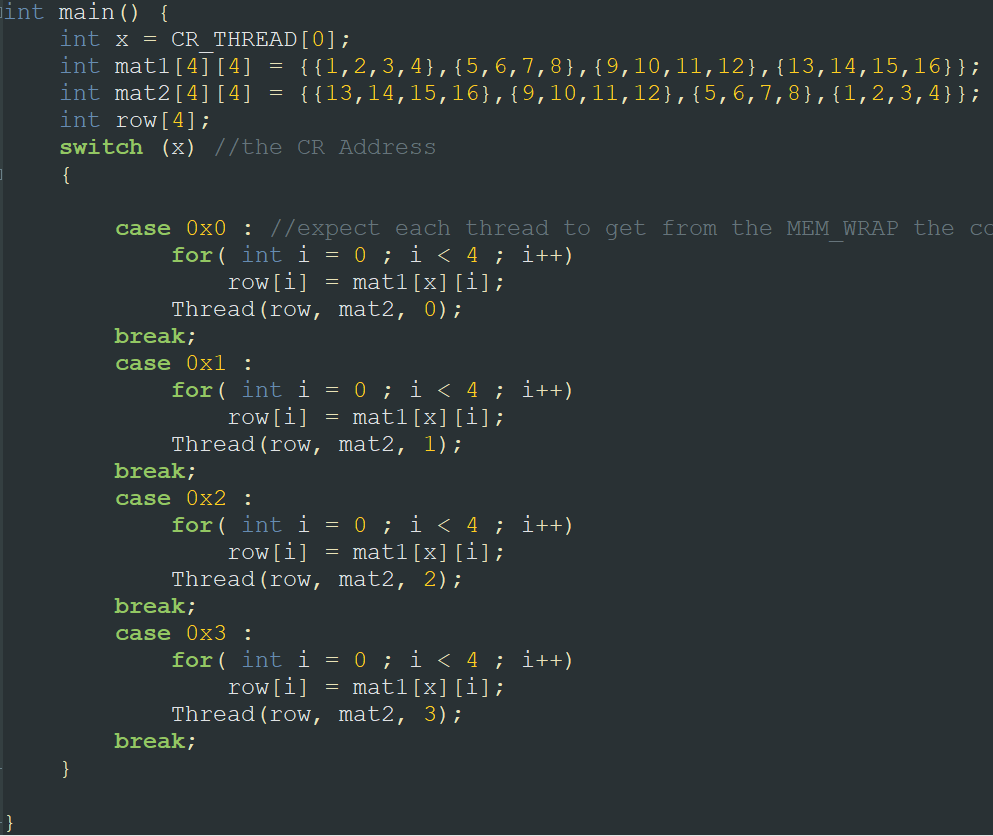 int main() {
    int x = CR_THREAD[0];
    int mat1[4][4] = {{1,2,3,4},{5,6,7,8},{9,10,11,12},{13,14,15,16}};
    int mat2[4][4] = {{13,14,15,16},{9,10,11,12},{5,6,7,8},{1,2,3,4}};
    int row[4];
    switch (x) //the CR Address
    {
        case 0x0 : //expect each thread to get from the MEM_WRAP the
            for( int i = 0 ; i < 4 ; i++)
                row[i] = mat1[x][i];
            Thread(row, mat2, 0);
        break;
        case 0x1 :
            for( int i = 0 ; i < 4 ; i++)
                row[i] = mat1[x][i];
            Thread(row, mat2, 1);
        break;
        case 0x2 :
            for( int i = 0 ; i < 4 ; i++)
                row[i] = mat1[x][i];
            Thread(row, mat2, 2);
        break;
        case 0x3 :
            for( int i = 0 ; i < 4 ; i++)
                row[i] = mat1[x][i];
            Thread(row, mat2, 3);
        break;
    }
}